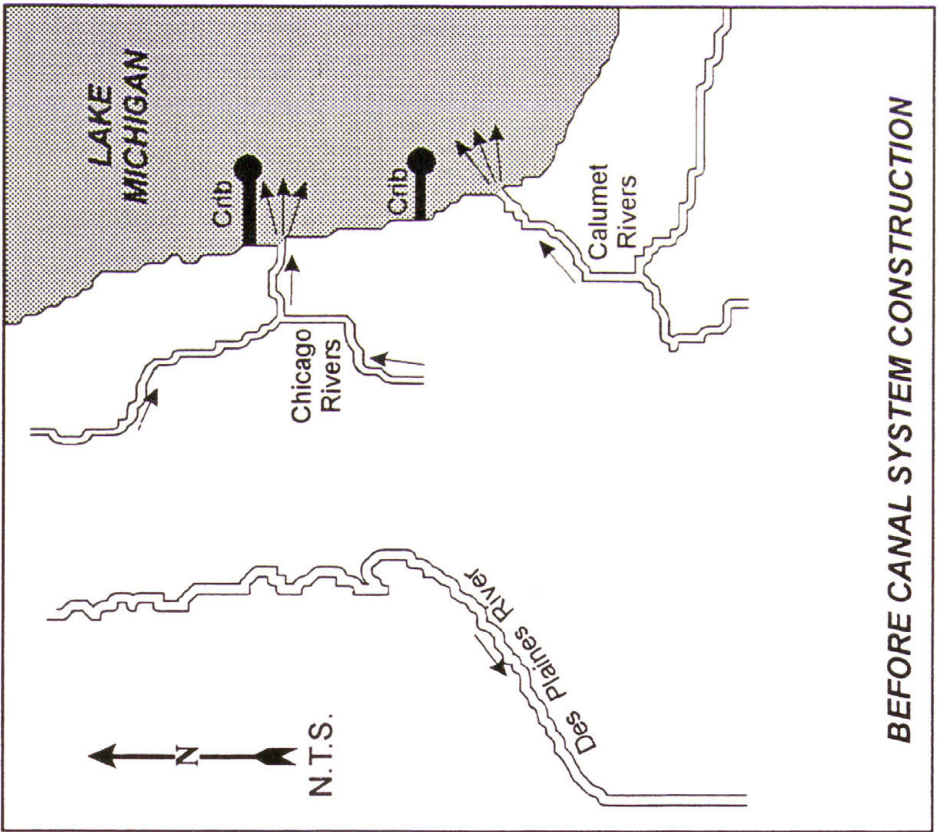 LAKE
MICHIGAN
Crib
Crib
Chicago
Rivers
Calumet
Rivers
Des Plaines River
N
N.T.S.
BEFORE CANAL SYSTEM CONSTRUCTION